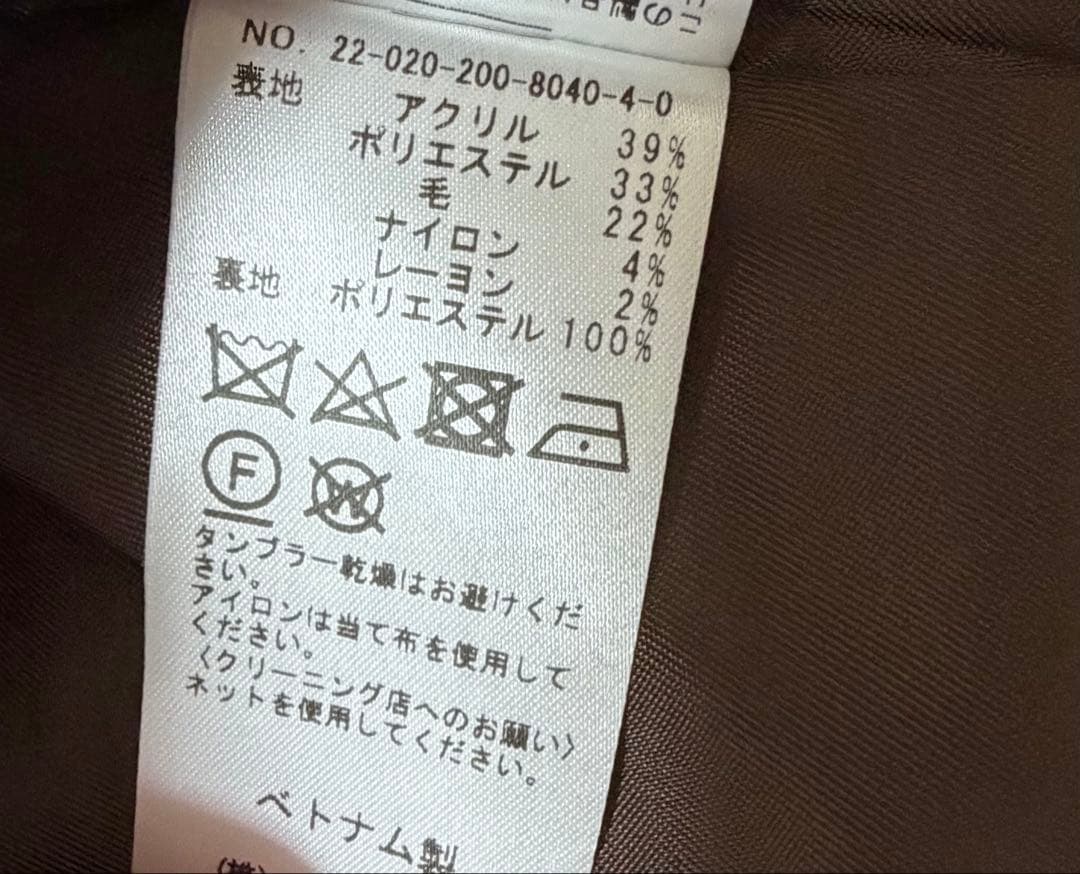 NO. 22-020-200-8040-4-0
表地 アクリル 39%
ポリエステル 33%
毛 22%
ナイロン 4%
レーヨン 2%
裏地 ポリエステル 100%
F W
タンブラー乾燥はお避けくだ
さい。
アイロンは当て布を使用して
ください。
〈クリーニング店へのお願い〉
ネットを使用してください。
ベトナム製
(株)